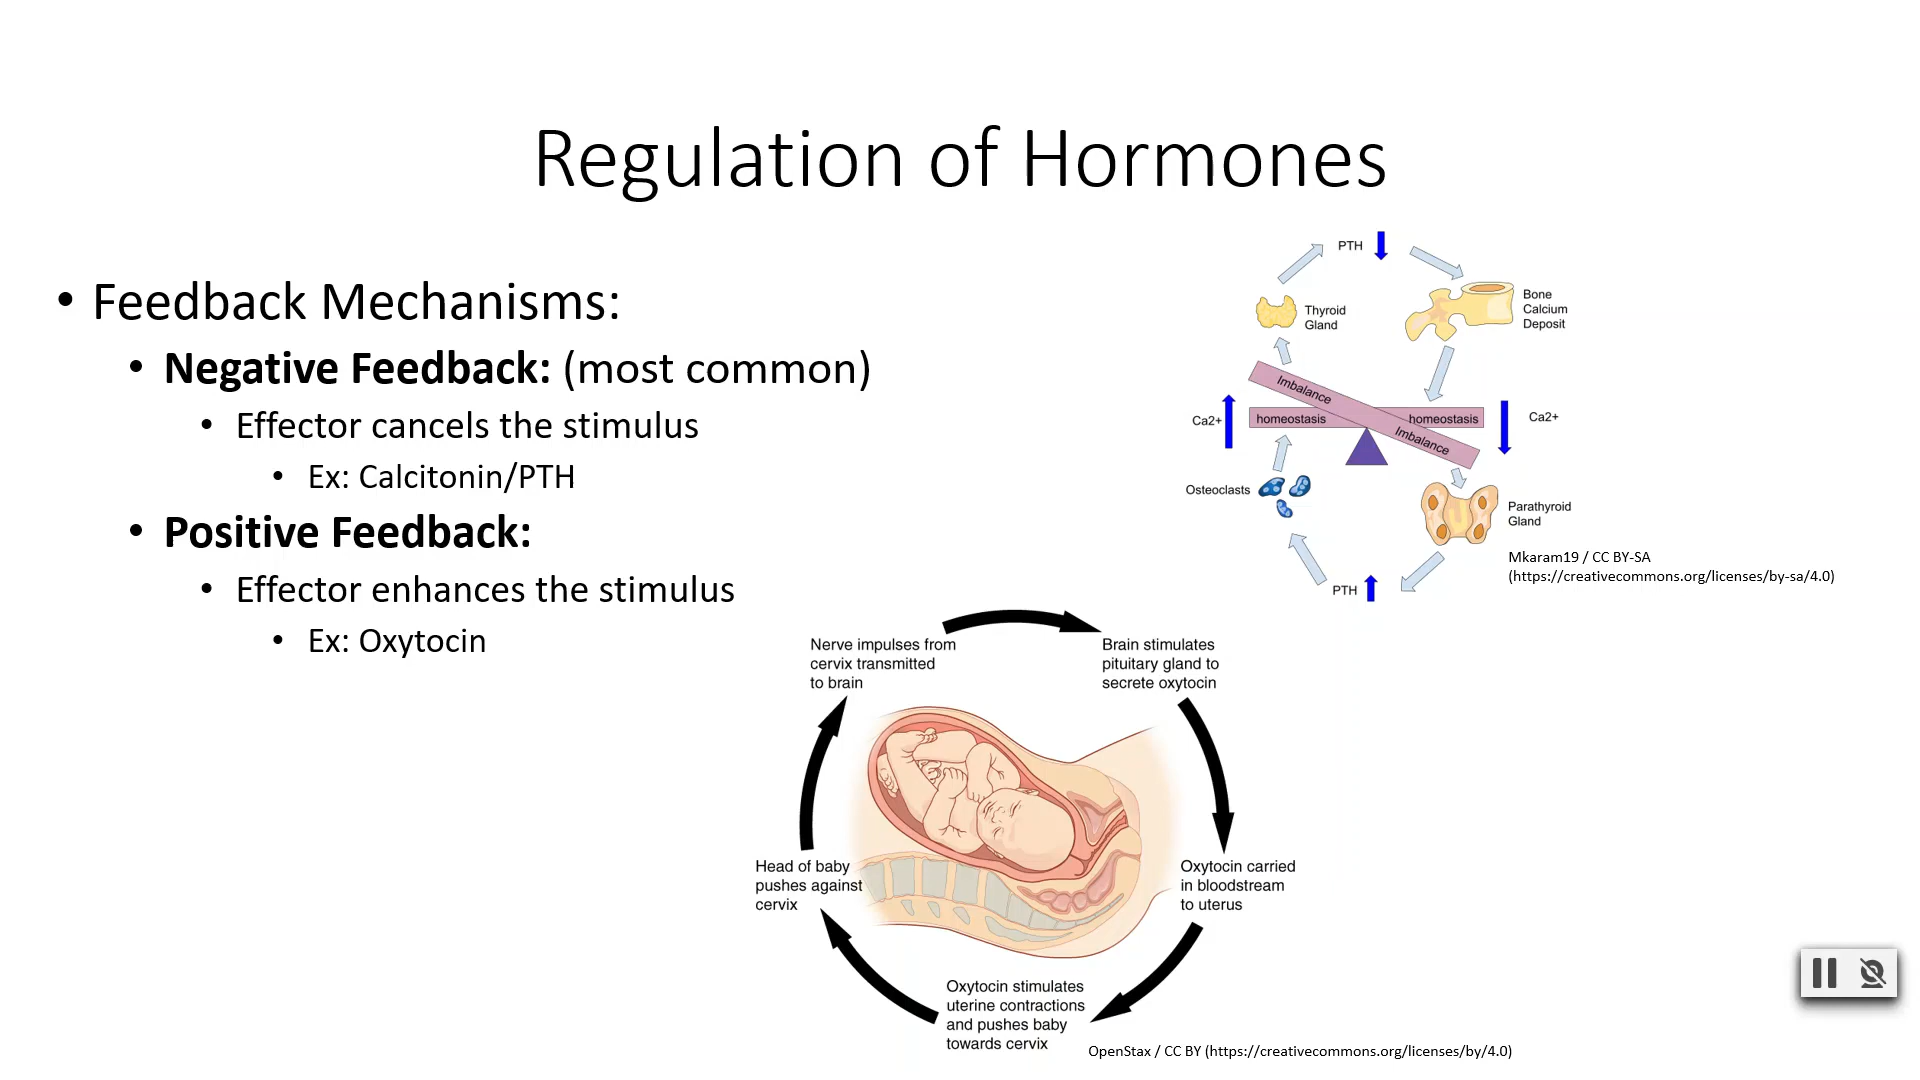 Regulation of Hormones
• Feedback Mechanisms:
• Negative Feedback: (most common)
• Effector cancels the stimulus
• Ex: Calcitonin/PTH
• Positive Feedback:
• Effector enhances the stimulus
• Ex: Oxytocin
PTH
Bone
Calcium
Deposit
Thyroid
Gland
Imbalance
homeostasis
homeostasis
Imbalance
Ca2+
Ca2+
Osteoclasts
Parathyroid
Gland
PTH
Mkaram19 / CC BY-SA
(https://creativecommons.org/licenses/by-sa/4.0)
Nerve impulses from
cervix transmitted
to brain
Brain stimulates
pituitary gland to
secrete oxytocin
Oxytocin carried
in bloodstream
to uterus
Oxytocin stimulates
uterine contractions
and pushes baby
towards cervix
Head of baby
pushes against
cervix
OpenStax / CC BY (https://creativecommons.org/licenses/by/4.0)